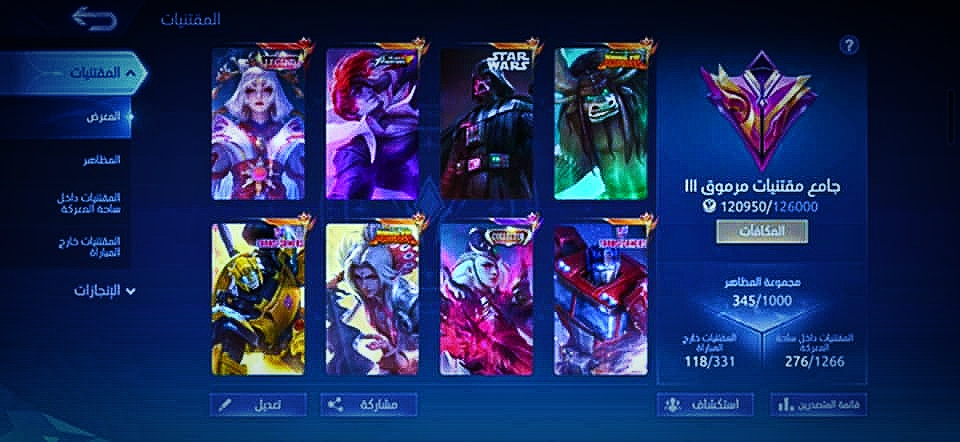 المقتنيات
المقتنيات
المعرض
المظاهر
المقتنيات داخل
ساحة المعركة
المقتنيات خارج
المباراة
الإنجازات
LEGEND
STAR
WARS
COLLECTOR
جامع مقتنيات مرموق III
120950/126000
المكافآت
مجموعة المظاهر
345/1000
المقتنيات خارج
المباراة
118/331
المقتنيات داخل ساحة
المعركة
276/1266
تعديل
مشاركة
استكشاف
قائمة المتصدرين
?